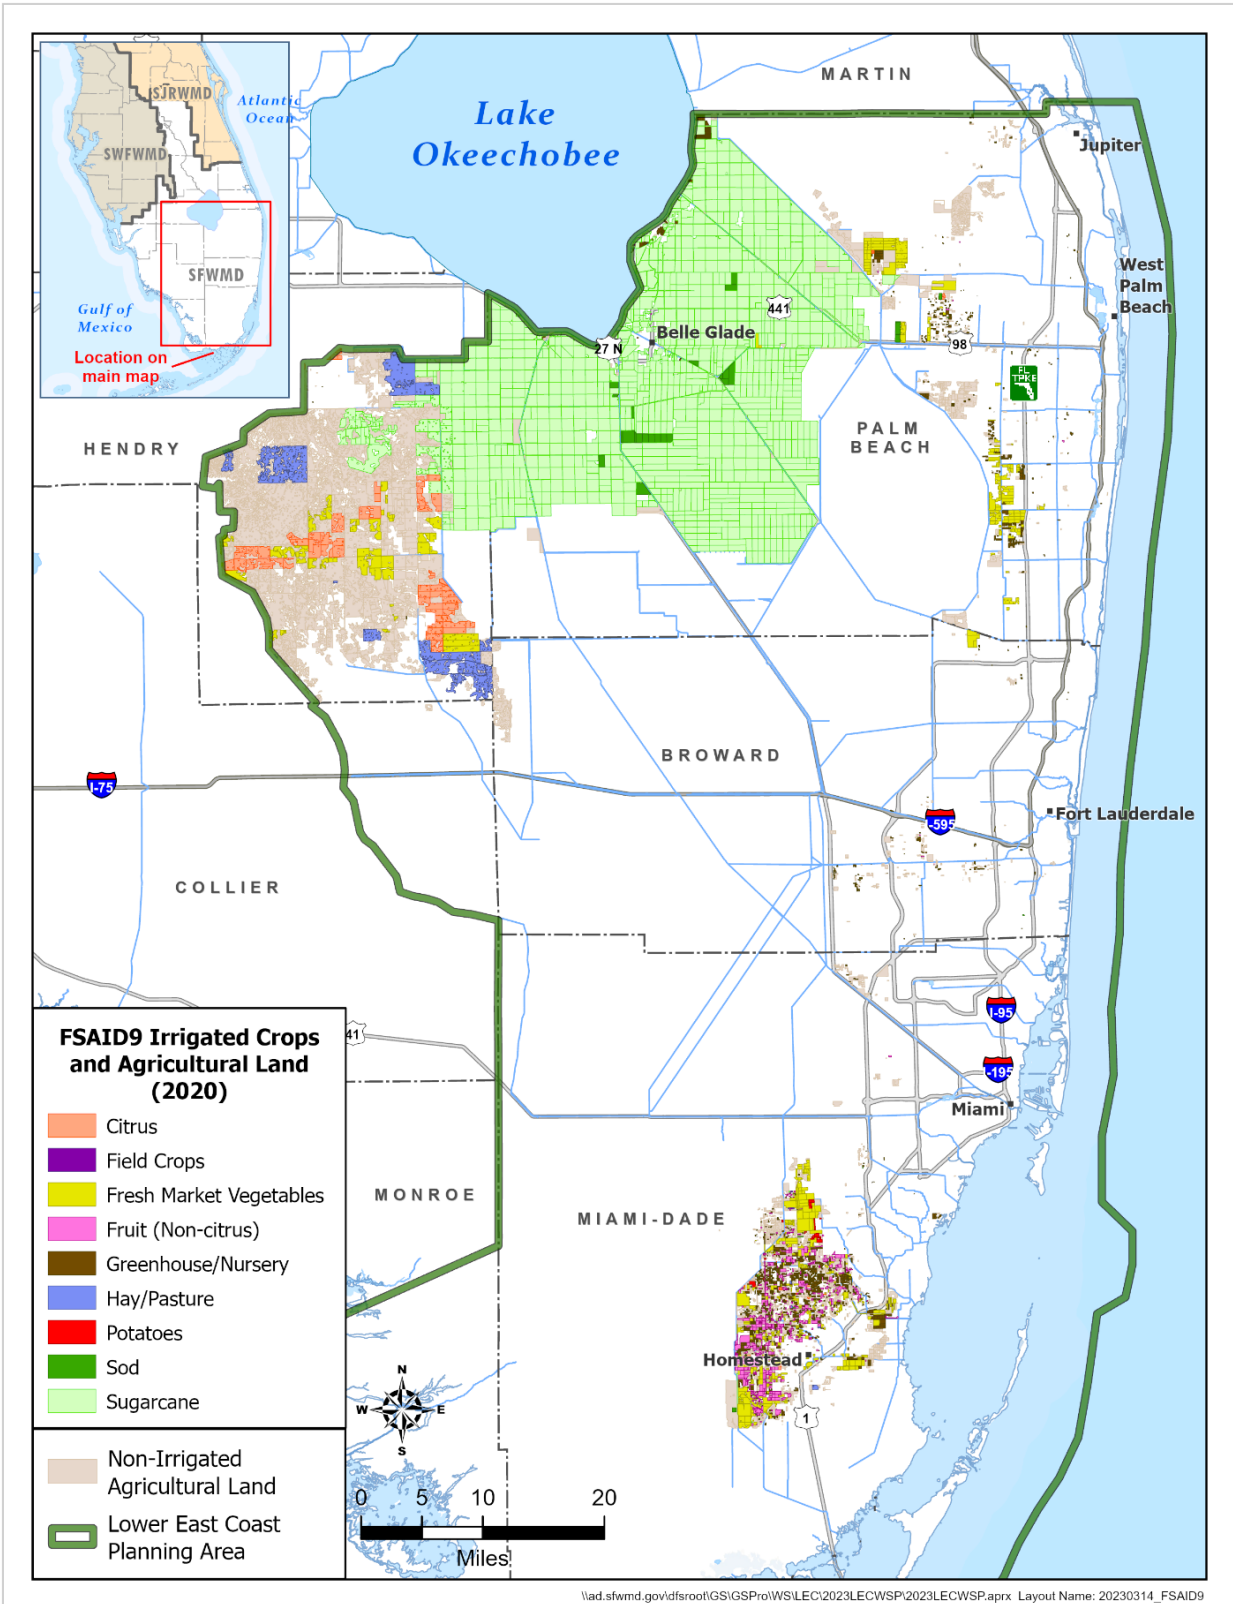 SJRWMD
Atlantic
Ocean
SWFWMD
SFWMD
Gulf of
Mexico
Location on
main map
Lake
Okeechobee
MARTIN
Jupiter
West
Palm
Beach
441
Belle Glade
27 N
98
FL
TPKE
PALM
BEACH
HENDRY
BROWARD
I-75
I-595
Fort Lauderdale
COLLIER
I-95
I-195
41
Miami
MONROE
MIAMI-DADE
Homestead
1
FSAID9 Irrigated Crops
and Agricultural Land
(2020)
Citrus
Field Crops
Fresh Market Vegetables
Fruit (Non-citrus)
Greenhouse/Nursery
Hay/Pasture
Potatoes
Sod
Sugarcane
Non-Irrigated
Agricultural Land
Lower East Coast
Planning Area
N
W E
S
0 5 10 20
Miles
\\ad.sfwmd.gov\dfsroot\GS\GSPro\WS\LEC\2023LECWSP\2023LECWSP.aprx Layout Name: 20230314_FSAID9